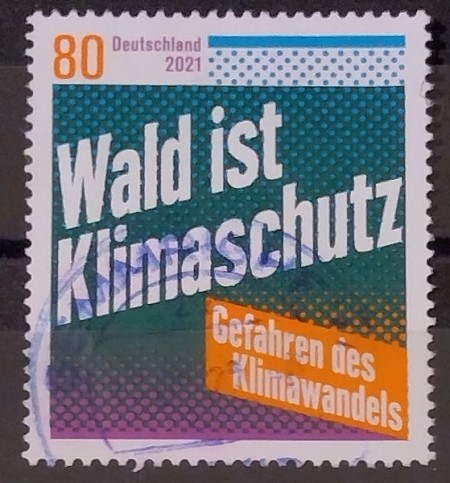 80 Deutschland
2021
Wald ist
Klimaschutz
Gefahren des
Klimawandels